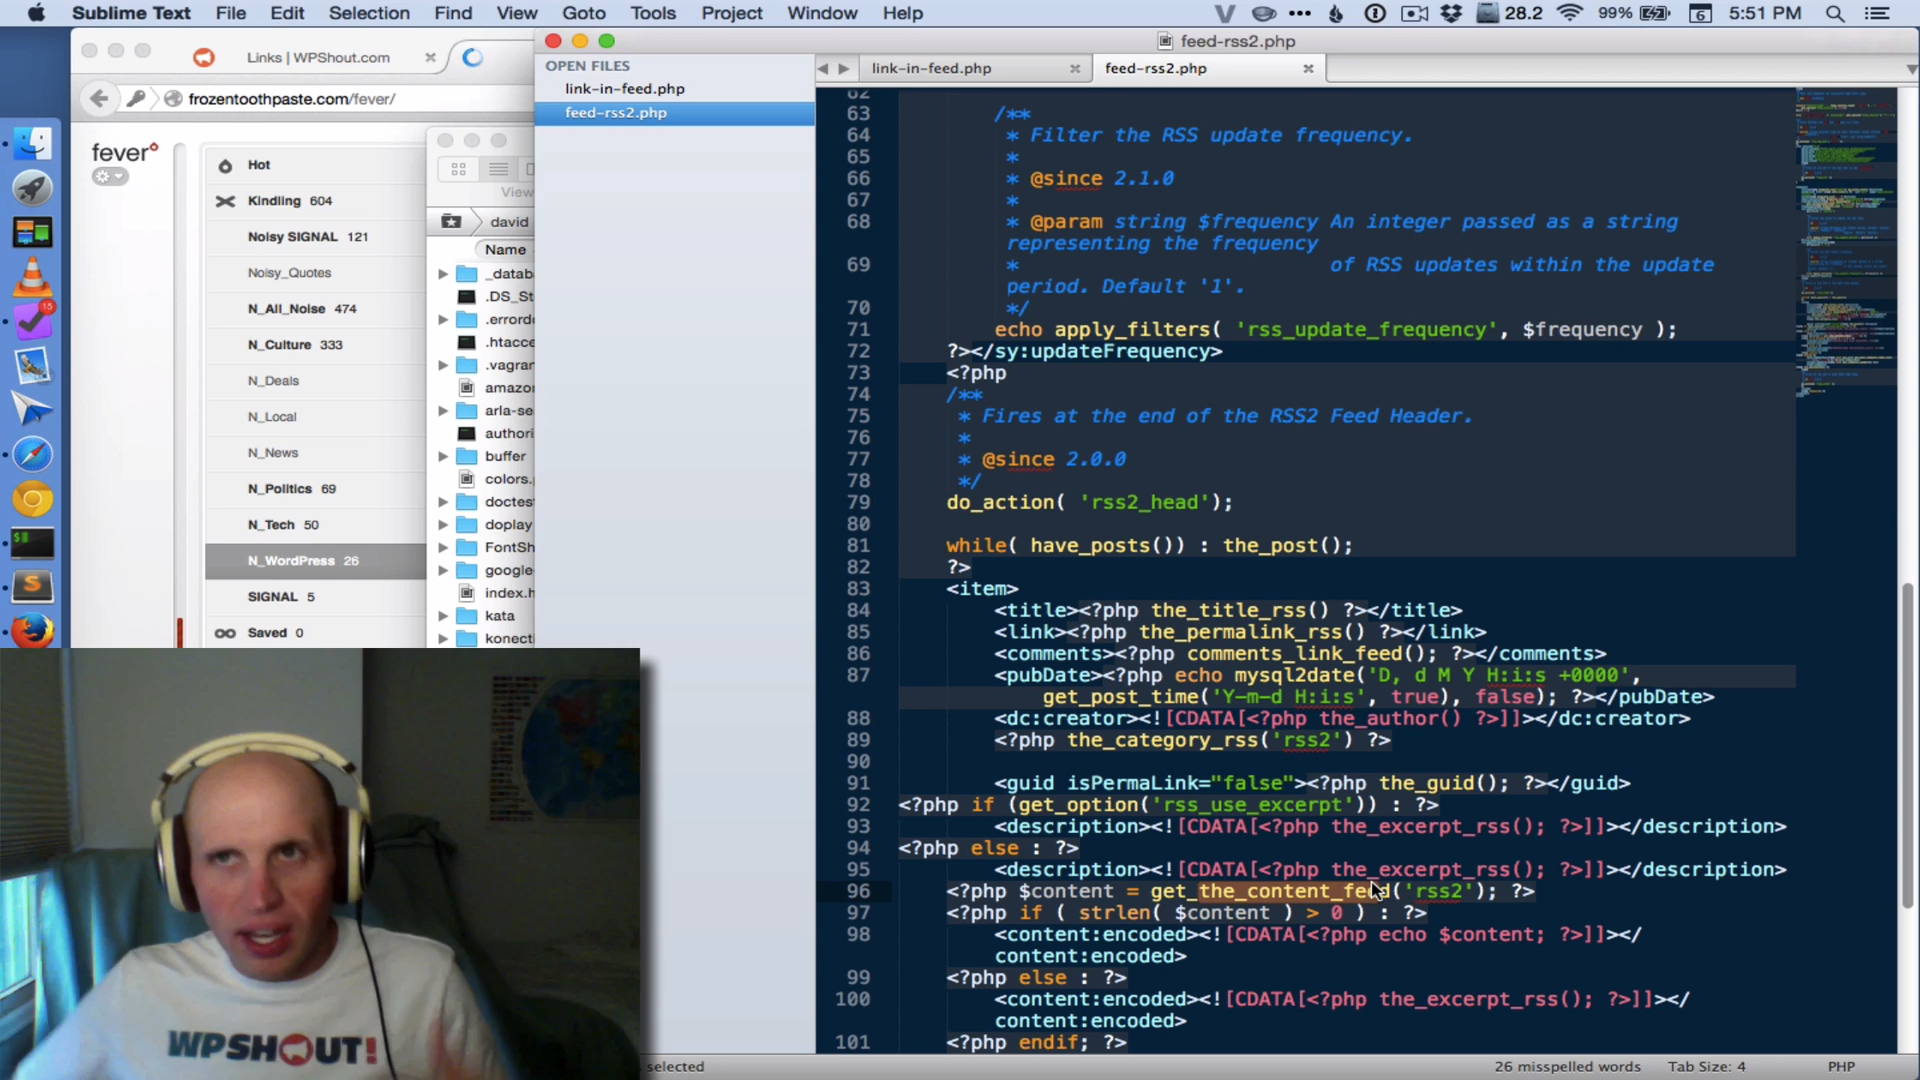 Sublime Text File Edit Selection Find View Goto Tools Project Window Help
28.2 99% 6 5:51 PM
feed-rss2.php
Links | WPShout.com
OPEN FILES
link-in-feed.php
feed-rss2.php
link-in-feed.php
feed-rss2.php
frozentoothpaste.com/fever/
fever
Hot
Kindling 604
Noisy SIGNAL 121
Noisy_Quotes
N_All_Noise 474
N_Culture 333
N_Deals
N_Local
N_News
N_Politics 69
N_Tech 50
N_WordPress 26
SIGNAL 5
Saved 0
15
View
david
Name
_datab
.DS_St
.errord
.htacce
.vagran
amazon
arla-se
authori
buffer
colors.
doctest
doplay
FontSh
google-
index.h
kata
konecti
62
63 /**
64 * Filter the RSS update frequency.
65 *
66 * @since 2.1.0
67 *
68 * @param string $frequency An integer passed as a string
representing the frequency
69 * of RSS updates within the update
period. Default '1'.
70 */
71 echo apply_filters( 'rss_update_frequency', $frequency );
72 ?></sy:updateFrequency>
73 <?php
74 /**
75 * Fires at the end of the RSS2 Feed Header.
76 *
77 * @since 2.0.0
78 */
79 do_action( 'rss2_head');
80
81 while( have_posts()) : the_post();
82 ?>
83 <item>
84 <title><?php the_title_rss() ?></title>
85 <link><?php the_permalink_rss() ?></link>
86 <comments><?php comments_link_feed(); ?></comments>
87 <pubDate><?php echo mysql2date('D, d M Y H:i:s +0000',
get_post_time('Y-m-d H:i:s', true), false); ?></pubDate>
88 <dc:creator><![CDATA[<?php the_author() ?>]]></dc:creator>
89 <?php the_category_rss('rss2') ?>
90
91 <guid isPermaLink="false"><?php the_guid(); ?></guid>
92 <?php if (get_option('rss_use_excerpt')) : ?>
93 <description><![CDATA[<?php the_excerpt_rss(); ?>]]></description>
94 <?php else : ?>
95 <description><![CDATA[<?php the_excerpt_rss(); ?>]]></description>
96 <?php $content = get_the_content_feed('rss2'); ?>
97 <?php if ( strlen( $content ) > 0 ) : ?>
98 <content:encoded><![CDATA[<?php echo $content; ?>]]></
content:encoded>
99 <?php else : ?>
100 <content:encoded><![CDATA[<?php the_excerpt_rss(); ?>]]></
content:encoded>
101 <?php endif; ?>
WPSHOUT!
selected
26 misspelled words Tab Size: 4 PHP